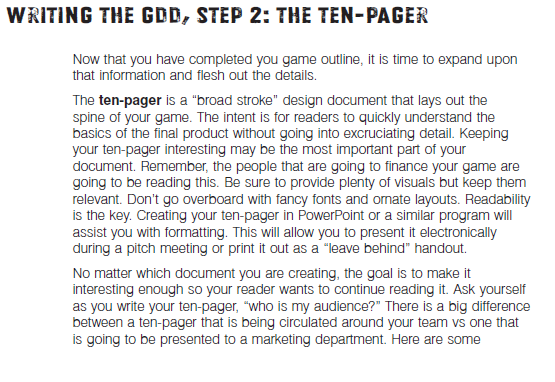 WRITING THE GDD, STEP 2: THE TEN-PAGER
Now that you have completed you game outline, it is time to expand upon
that information and flesh out the details.
The ten-pager is a “broad stroke” design document that lays out the
spine of your game. The intent is for readers to quickly understand the
basics of the final product without going into excruciating detail. Keeping
your ten-pager interesting may be the most important part of your
document. Remember, the people that are going to finance your game are
going to be reading this. Be sure to provide plenty of visuals but keep them
relevant. Don’t go overboard with fancy fonts and ornate layouts. Readability
is the key. Creating your ten-pager in PowerPoint or a similar program will
assist you with formatting. This will allow you to present it electronically
during a pitch meeting or print it out as a “leave behind” handout.
No matter which document you are creating, the goal is to make it
interesting enough so your reader wants to continue reading it. Ask yourself
as you write your ten-pager, “who is my audience?” There is a big difference
between a ten-pager that is being circulated around your team vs one that
is going to be presented to a marketing department. Here are some